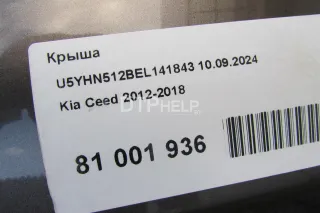 Крыша
U5YHN512BEL141843 10.09.2024
Kia Ceed 2012-2018
DTPHELP
81 001 936